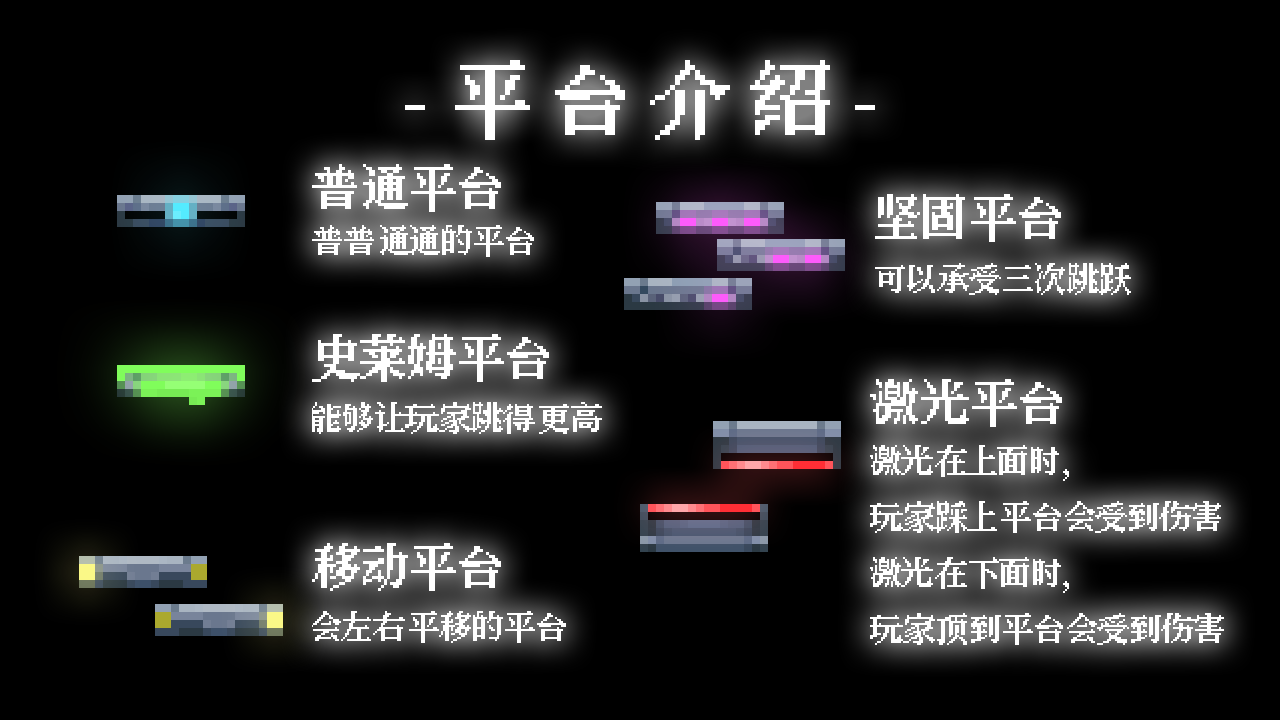 - 平台介绍 -
普通平台
普普通通的平台
史莱姆平台
能够让玩家跳得更高
移动平台
会左右平移的平台
坚固平台
可以承受三次跳跃
激光平台
激光在上面时，
玩家踩上平台会受到伤害
激光在下面时，
玩家顶到平台会受到伤害